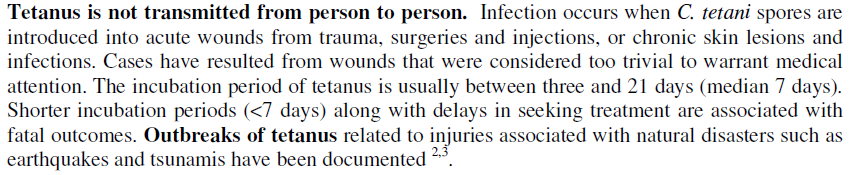 Tetanus is not transmitted from person to person. Infection occurs when C. tetani spores are
introduced into acute wounds from trauma, surgeries and injections, or chronic skin lesions and
infections. Cases have resulted from wounds that were considered too trivial to warrant medical
attention. The incubation period of tetanus is usually between three and 21 days (median 7 days).
Shorter incubation periods (<7 days) along with delays in seeking treatment are associated with
fatal outcomes. Outbreaks of tetanus related to injuries associated with natural disasters such as
earthquakes and tsunamis have been documented 2,3.